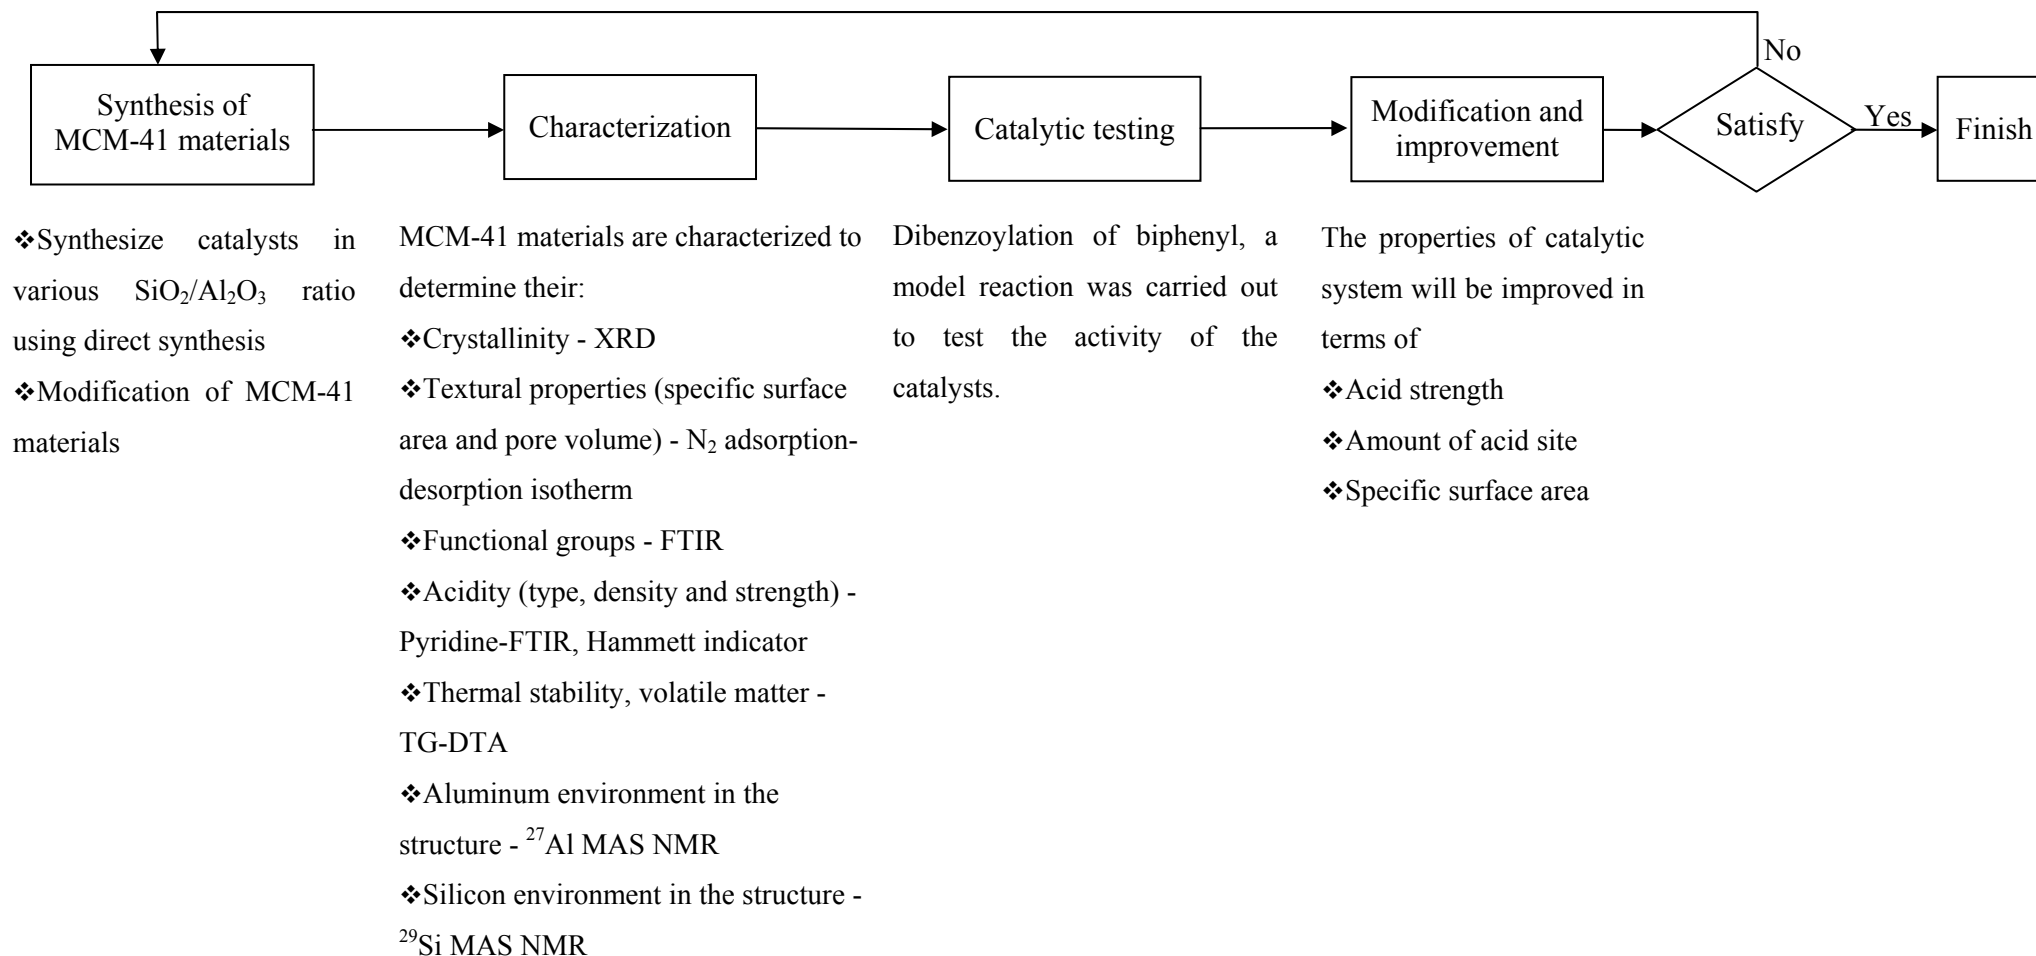 No
Synthesis of
MCM-41 materials
Characterization
Catalytic testing
Modification and
improvement
Satisfy
Yes
Finish
❖Synthesize catalysts in
various SiO₂/Al₂O₃ ratio
using direct synthesis
❖Modification of MCM-41
materials
MCM-41 materials are characterized to
determine their:
❖Crystallinity - XRD
❖Textural properties (specific surface
area and pore volume) - N₂ adsorption-
desorption isotherm
❖Functional groups - FTIR
❖Acidity (type, density and strength) -
Pyridine-FTIR, Hammett indicator
❖Thermal stability, volatile matter -
TG-DTA
❖Aluminum environment in the
structure - ²⁷Al MAS NMR
❖Silicon environment in the structure -
²⁹Si MAS NMR
Dibenzoylation of biphenyl, a
model reaction was carried out
to test the activity of the
catalysts.
The properties of catalytic
system will be improved in
terms of
❖Acid strength
❖Amount of acid site
❖Specific surface area